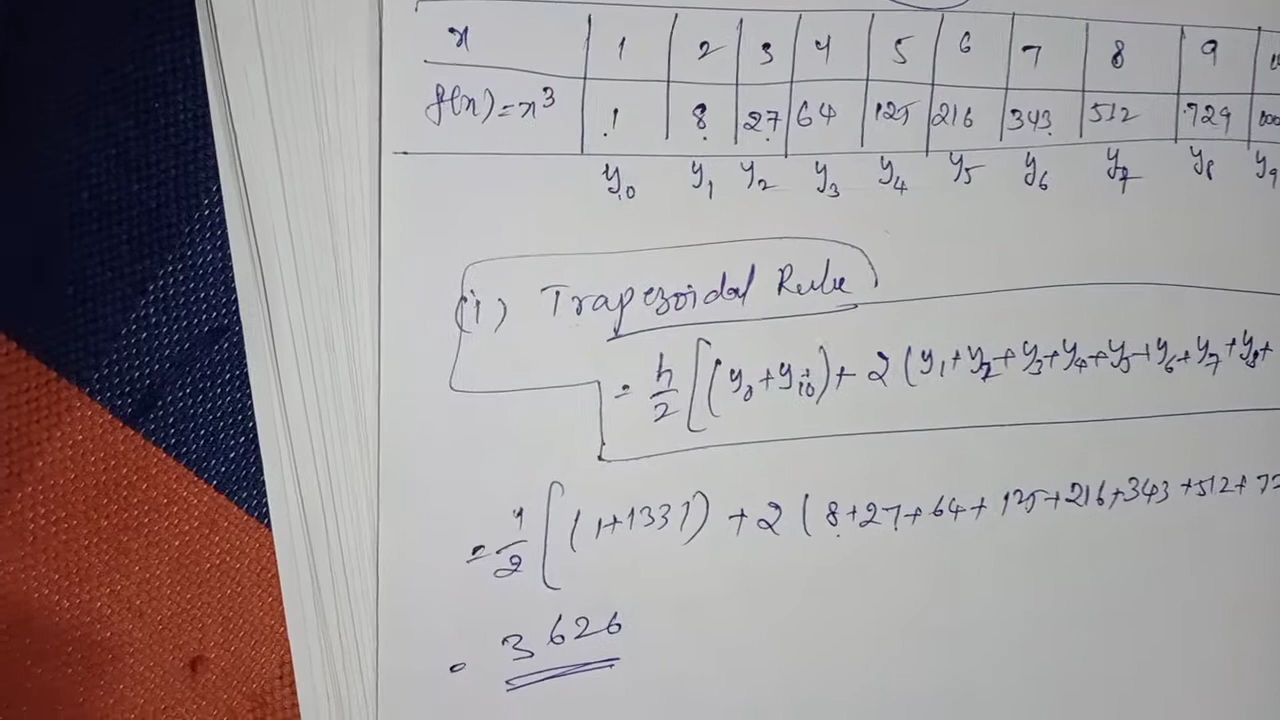 x 1 2 3 4 5 6 7 8 9
f(x)=x³ 1 8 27 64 125 216 343 512 729
y₀ y₁ y₂ y₃ y₄ y₅ y₆ y₇ y₈ y₉
(i) Trapezoidal Rule
= h/2 [(y₀+y₁₀)+2(y₁+y₂+y₃+y₄+y₅+y₆+y₇+y₈+
= 1/2 [(1+1331)+2(8+27+64+125+216+343+512+72
= 3626